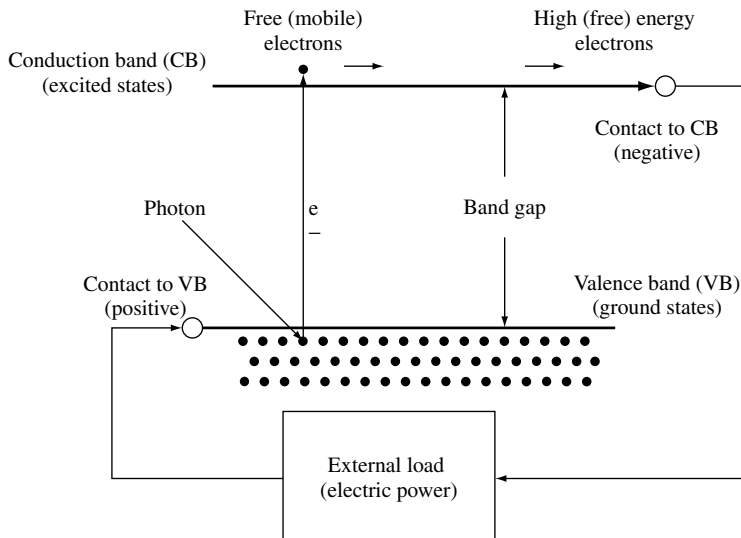 Free (mobile)
electrons
High (free) energy
electrons
Conduction band (CB)
(excited states)
Contact to CB
(negative)
Photon
e
–
Band gap
Contact to VB
(positive)
Valence band (VB)
(ground states)
External load
(electric power)